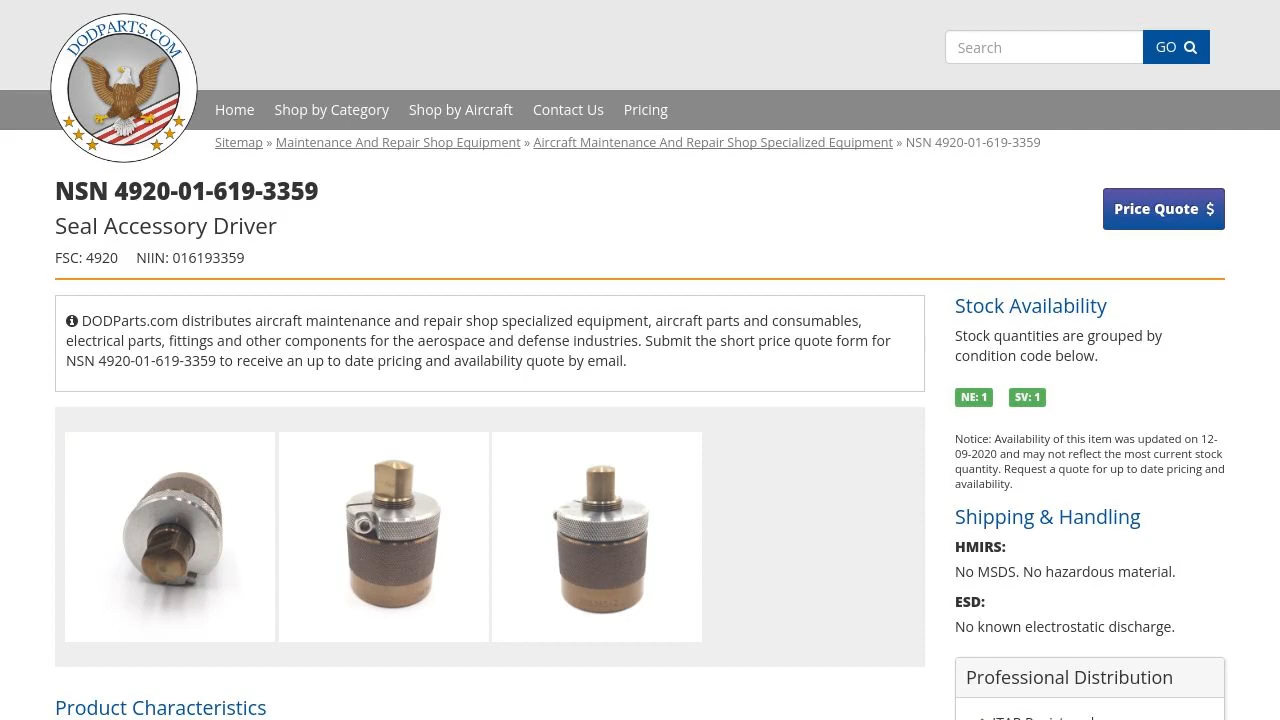 DODPARTS.COM
Search
GO
Home
Shop by Category
Shop by Aircraft
Contact Us
Pricing
Sitemap » Maintenance And Repair Shop Equipment » Aircraft Maintenance And Repair Shop Specialized Equipment » NSN 4920-01-619-3359
NSN 4920-01-619-3359
Seal Accessory Driver
Price Quote $
FSC: 4920 NIIN: 016193359
DODParts.com distributes aircraft maintenance and repair shop specialized equipment, aircraft parts and consumables,
electrical parts, fittings and other components for the aerospace and defense industries. Submit the short price quote form for
NSN 4920-01-619-3359 to receive an up to date pricing and availability quote by email.
Product Characteristics
Stock Availability
Stock quantities are grouped by
condition code below.
NE: 1
SV: 1
Notice: Availability of this item was updated on 12-
09-2020 and may not reflect the most current stock
quantity. Request a quote for up to date pricing and
availability.
Shipping & Handling
HMIRS:
No MSDS. No hazardous material.
ESD:
No known electrostatic discharge.
Professional Distribution